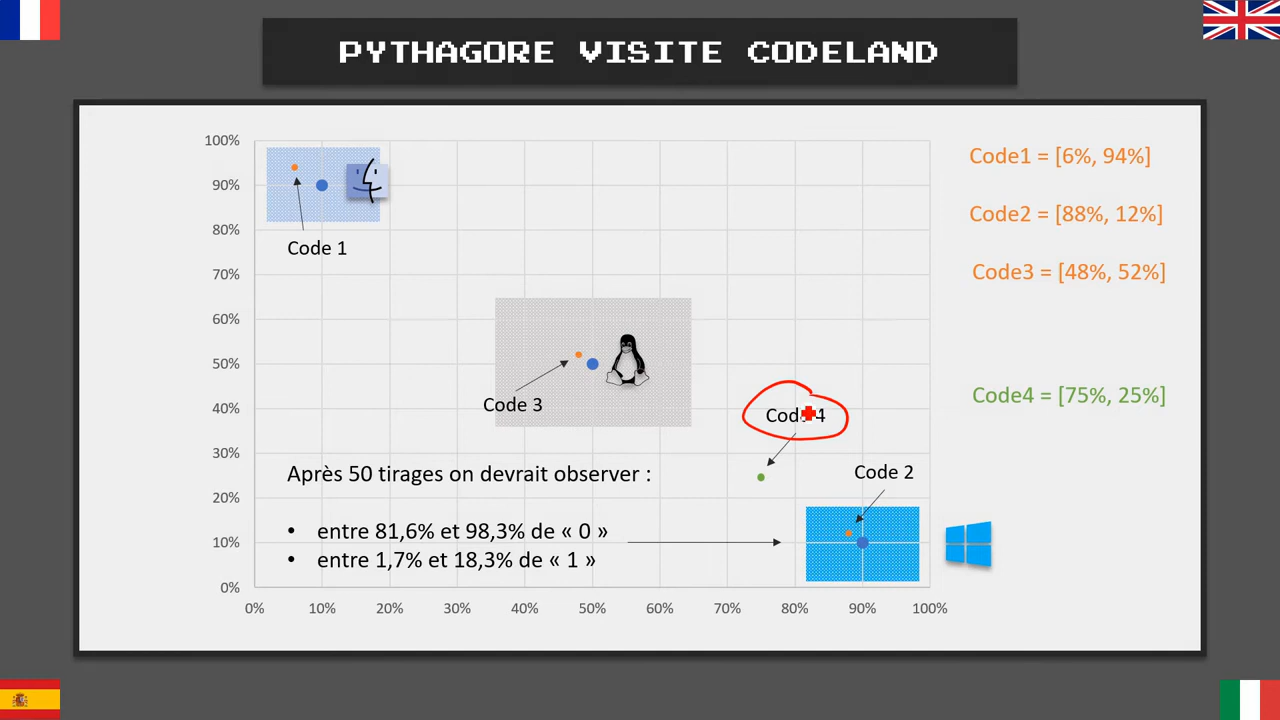 PYTHAGORE VISITE CODELAND
100%
90%
80%
70%
60%
50%
40%
30%
20%
10%
0%
0% 10% 20% 30% 40% 50% 60% 70% 80% 90% 100%
Code 1
Code 3
Code 4
Code 2
Après 50 tirages on devrait observer :
• entre 81,6% et 98,3% de « 0 »
• entre 1,7% et 18,3% de « 1 »
Code1 = [6%, 94%]
Code2 = [88%, 12%]
Code3 = [48%, 52%]
Code4 = [75%, 25%]